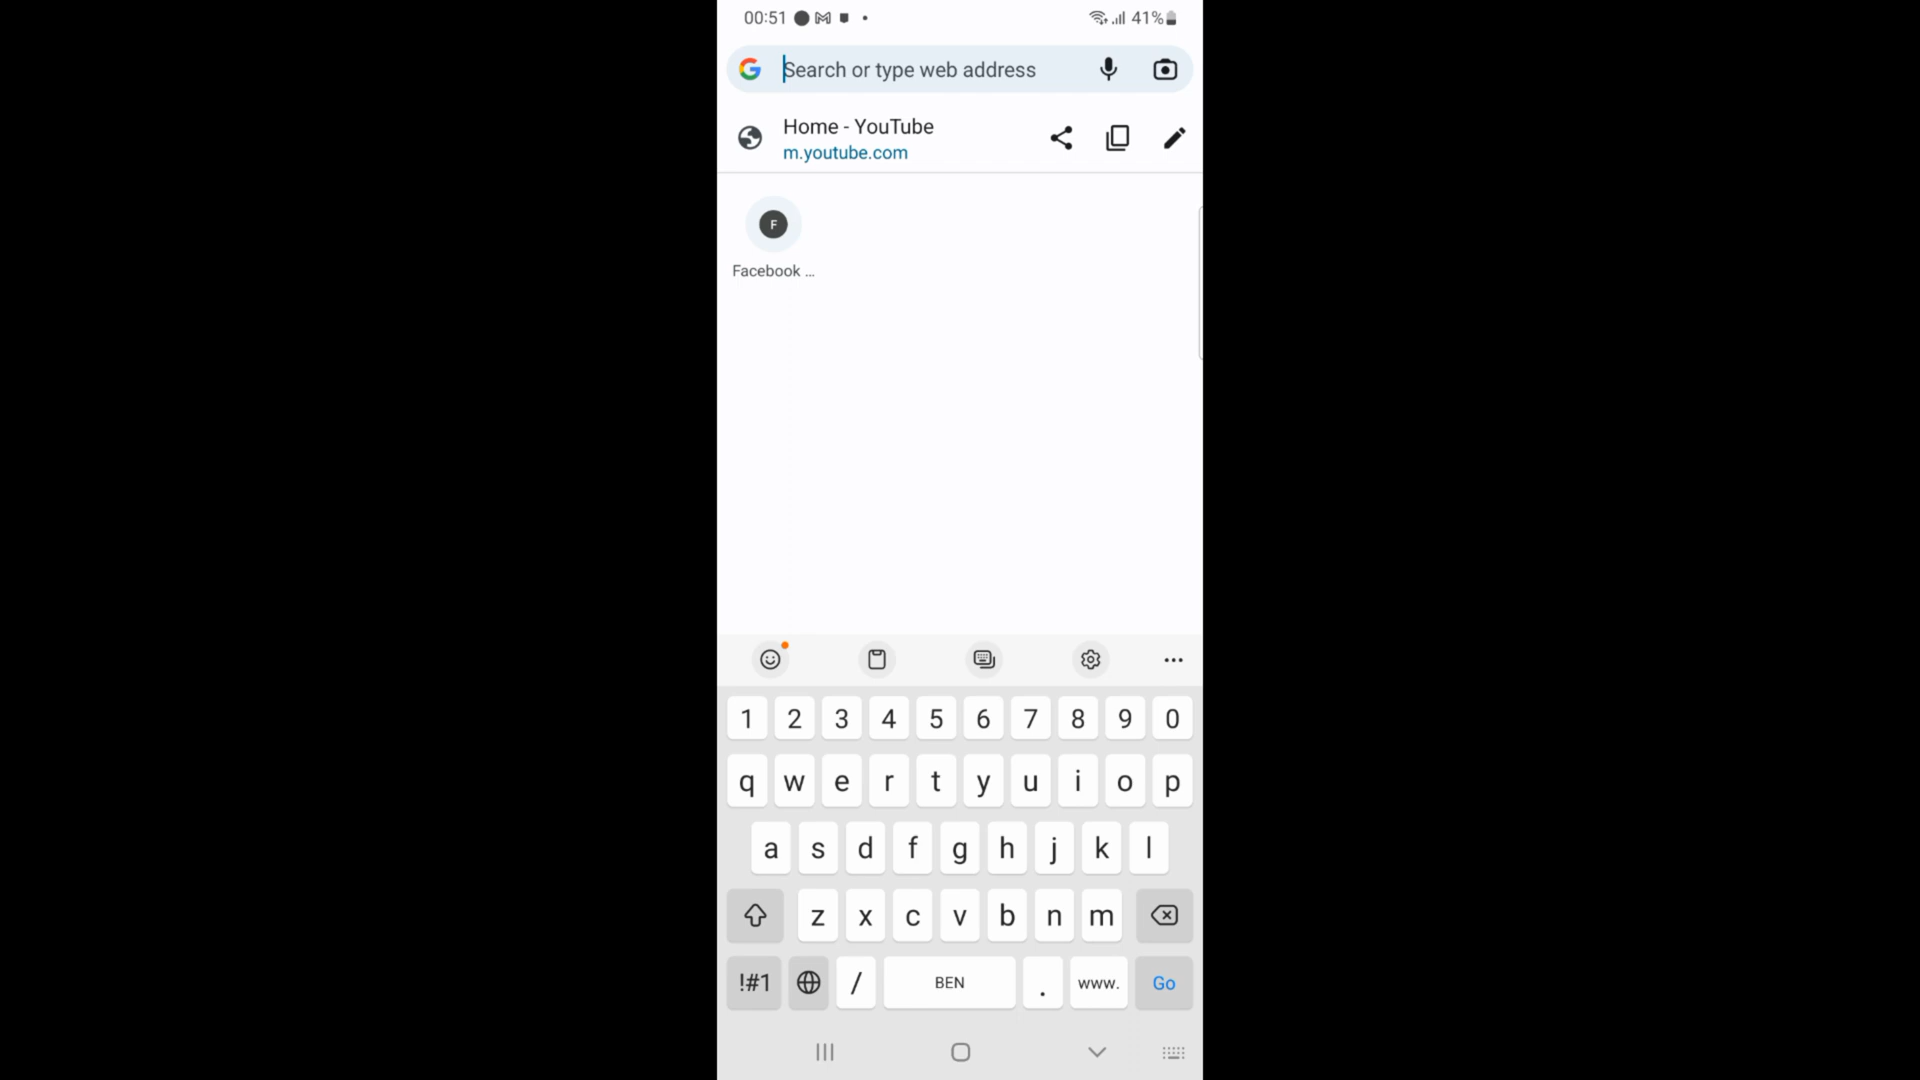 00:51 41%
Search or type web address
Home - YouTube
m.youtube.com
F
Facebook ...
1 2 3 4 5 6 7 8 9 0
q w e r t y u i o p
a s d f g h j k l
z x c v b n m
!#1 / BEN . www. Go